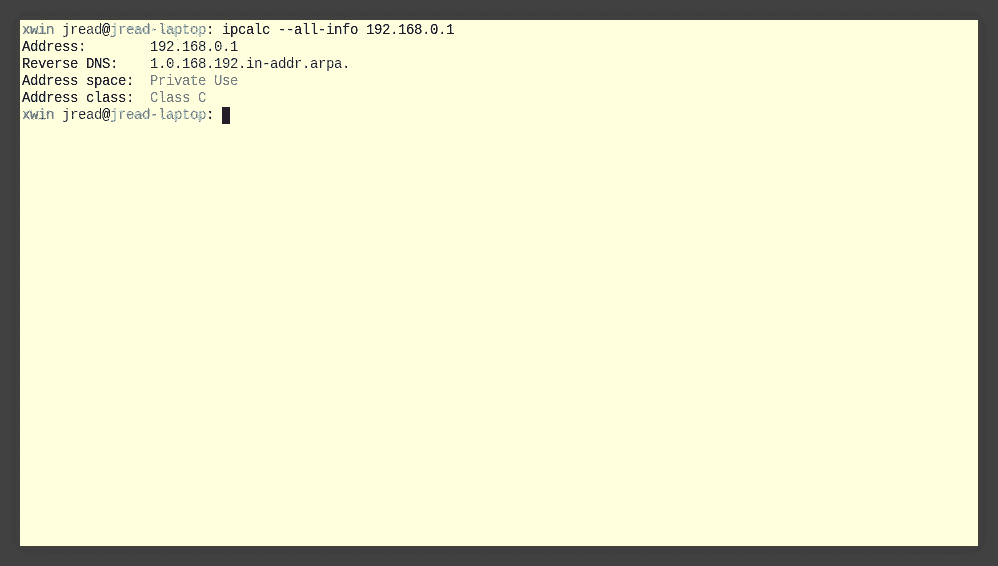 xwin jread@jread-laptop: ipcalc --all-info 192.168.0.1
Address:        192.168.0.1
Reverse DNS:    1.0.168.192.in-addr.arpa.
Address space:  Private Use
Address class:  Class C
xwin jread@jread-laptop: